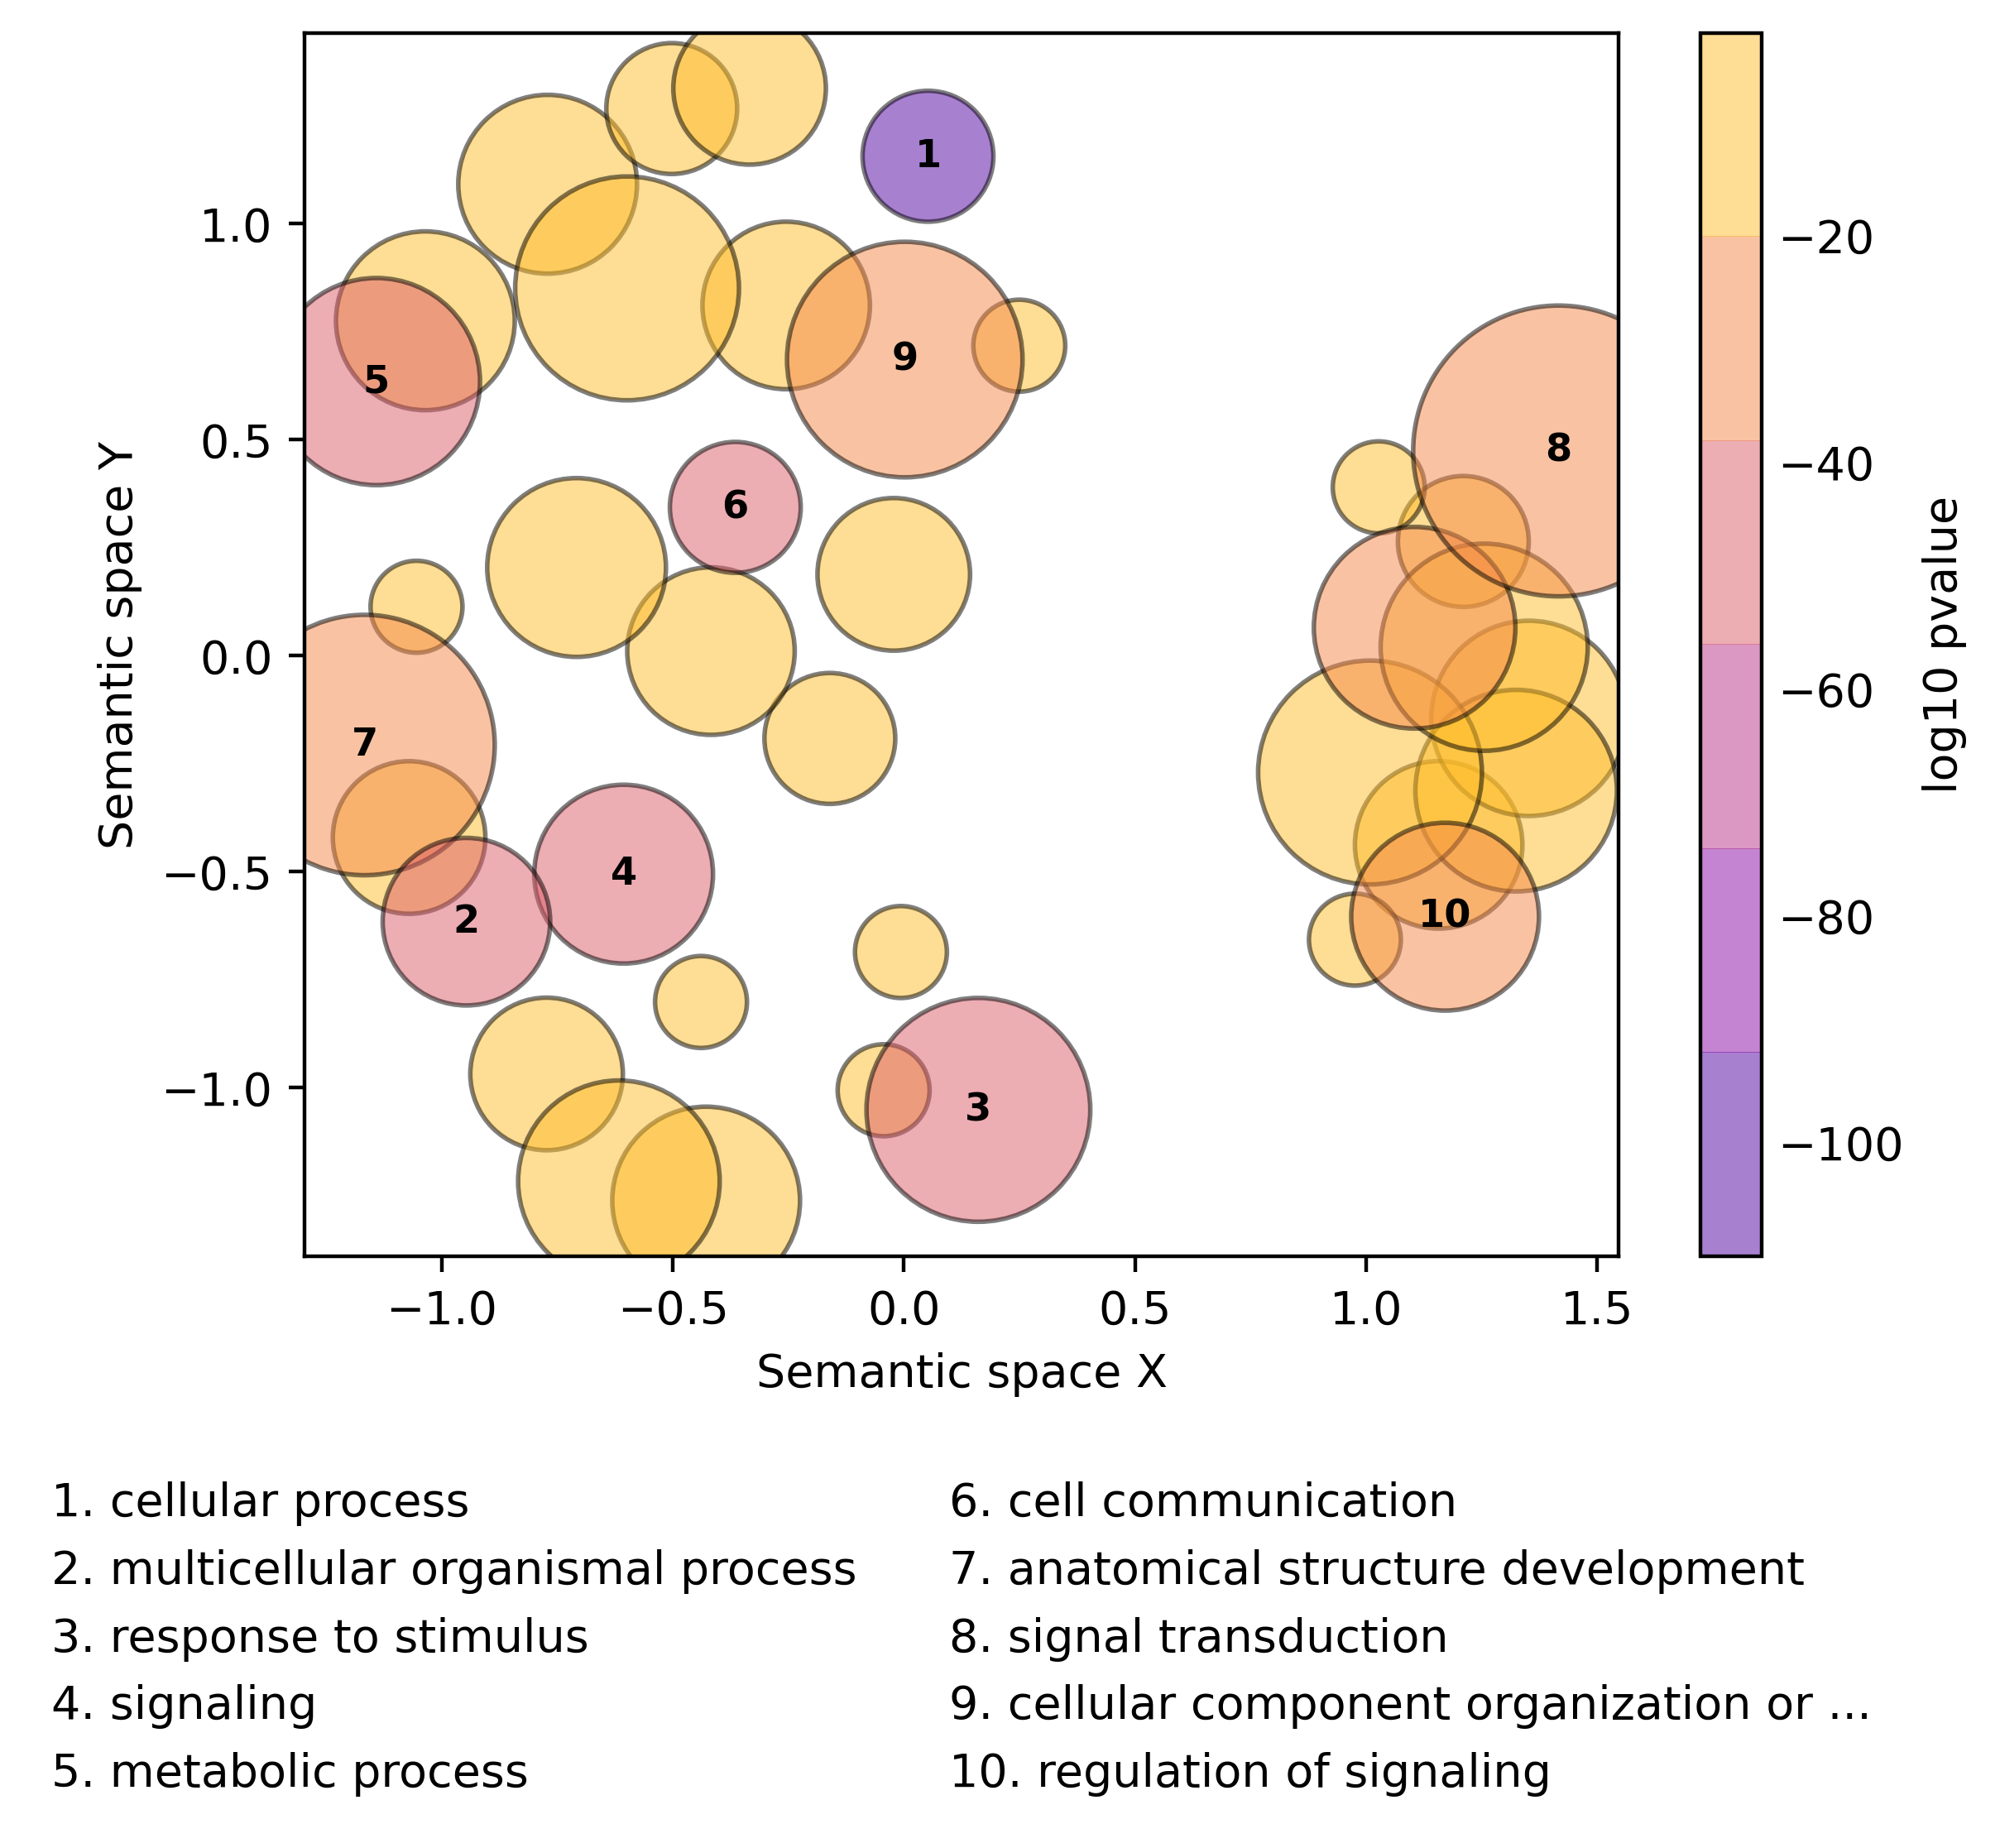 1
9
5
8
6
7
4
2
10
3
1.0
0.5
0.0
−0.5
−1.0
Semantic space Y
−1.0 −0.5 0.0 0.5 1.0 1.5
Semantic space X
−20
−40
−60
−80
−100
log10 pvalue
1. cellular process
2. multicellular organismal process
3. response to stimulus
4. signaling
5. metabolic process
6. cell communication
7. anatomical structure development
8. signal transduction
9. cellular component organization or ...
10. regulation of signaling